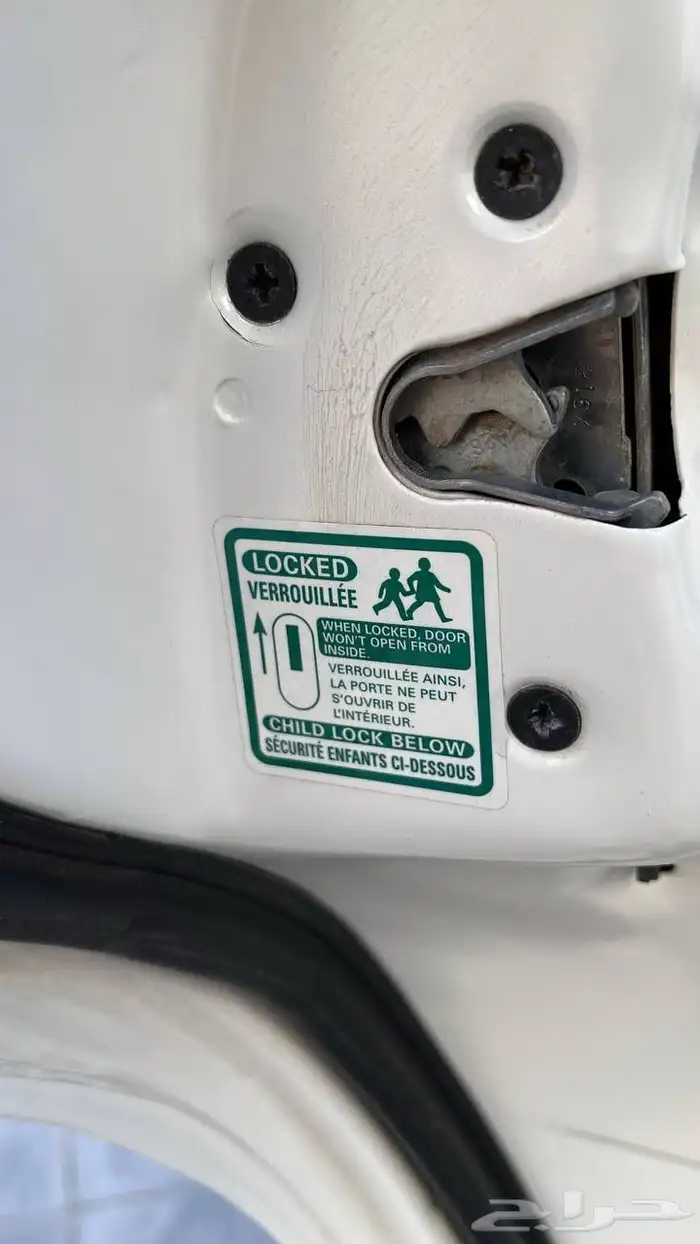 216X
LOCKED
VERROUILLÉE
WHEN LOCKED, DOOR
WON'T OPEN FROM
INSIDE.
VERROUILLÉE AINSI,
LA PORTE NE PEUT
S'OUVRIR DE
L'INTÉRIEUR.
CHILD LOCK BELOW
SÉCURITÉ ENFANTS CI-DESSOUS
حراج